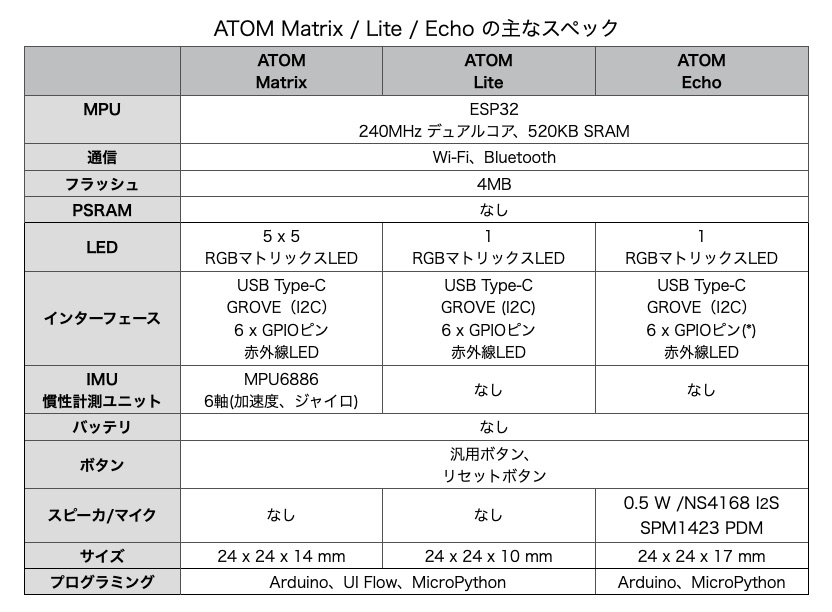 ATOM Matrix / Lite / Echo の主なスペック
ATOM Matrix
ATOM Lite
ATOM Echo
MPU
ESP32
240MHz デュアルコア、520KB SRAM
通信
Wi-Fi、Bluetooth
フラッシュ
4MB
PSRAM
なし
LED
5 x 5
RGBマトリックスLED
1
RGBマトリックスLED
1
RGBマトリックスLED
インターフェース
USB Type-C
GROVE（I2C）
6 x GPIOピン
赤外線LED
USB Type-C
GROVE (I2C)
6 x GPIOピン
赤外線LED
USB Type-C
GROVE（I2C）
6 x GPIOピン(*)
赤外線LED
IMU
慣性計測ユニット
MPU6886
6軸(加速度、ジャイロ)
なし
なし
バッテリ
なし
ボタン
汎用ボタン、
リセットボタン
スピーカ/マイク
なし
なし
0.5 W /NS4168 I2S
SPM1423 PDM
サイズ
24 x 24 x 14 mm
24 x 24 x 10 mm
24 x 24 x 17 mm
プログラミング
Arduino、UI Flow、MicroPython
Arduino、MicroPython